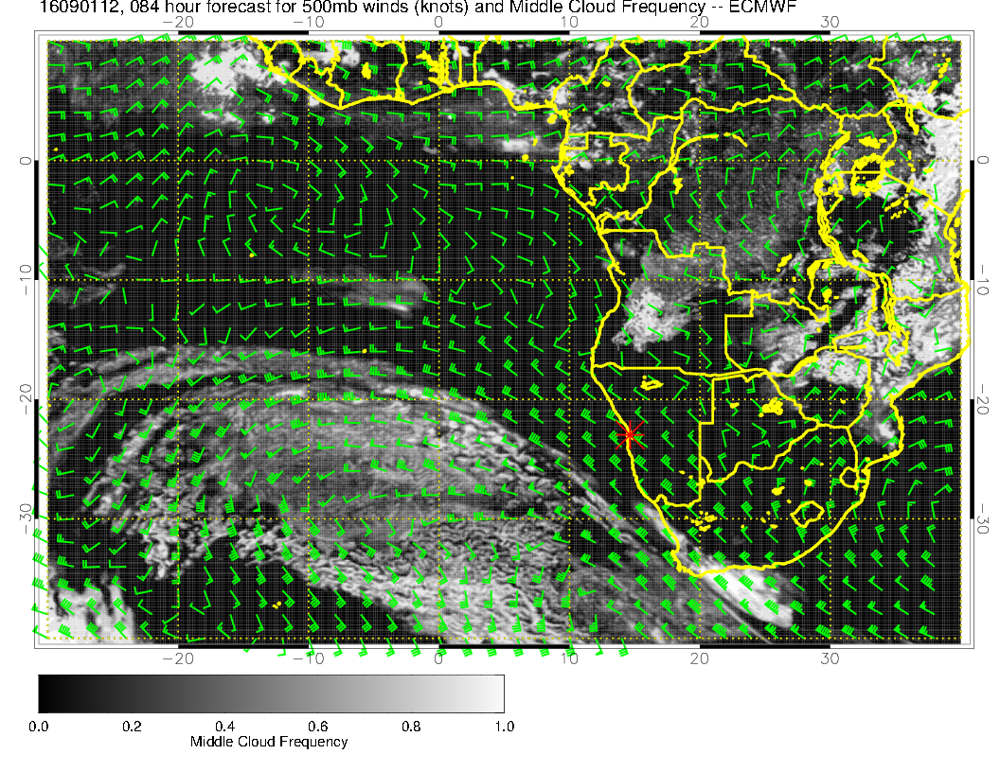 16090112, 084 hour forecast for 500mb winds (knots) and Middle Cloud Frequency -- ECMWF
-20 -10 0 10 20 30
0 0
-10 -10
-20 -20
-30 -30
-20 -10 0 10 20 30
0.0 0.2 0.4 0.6 0.8 1.0
Middle Cloud Frequency